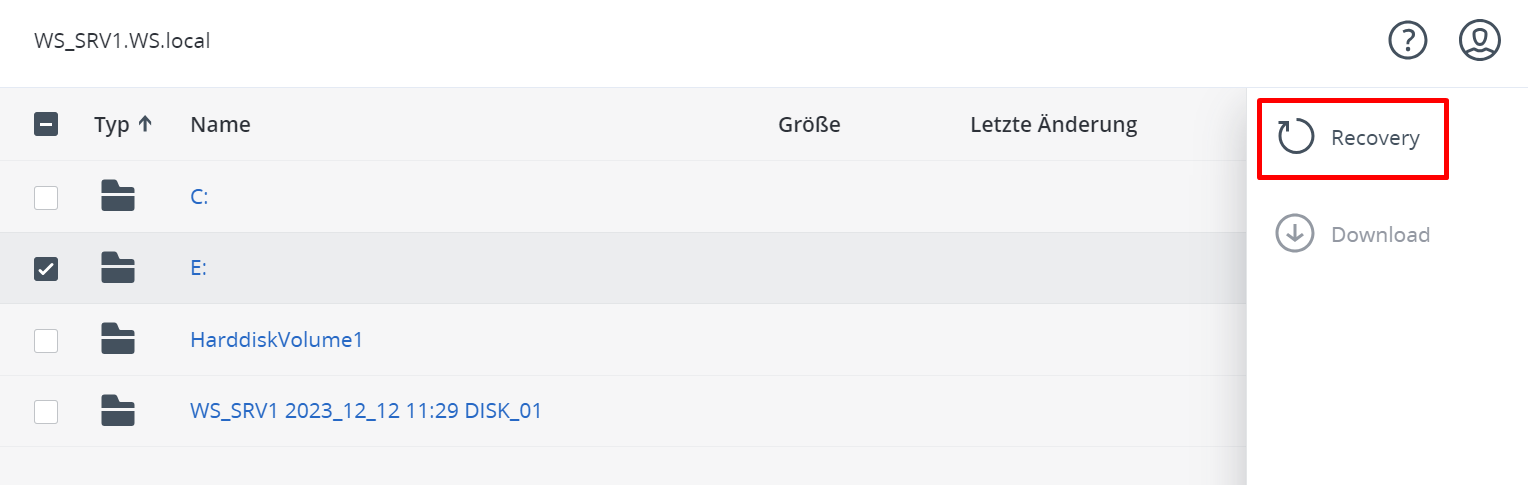 WS_SRV1.WS.local
Typ Name Größe Letzte Änderung
C:
E:
HarddiskVolume1
WS_SRV1 2023_12_12 11:29 DISK_01
Recovery
Download